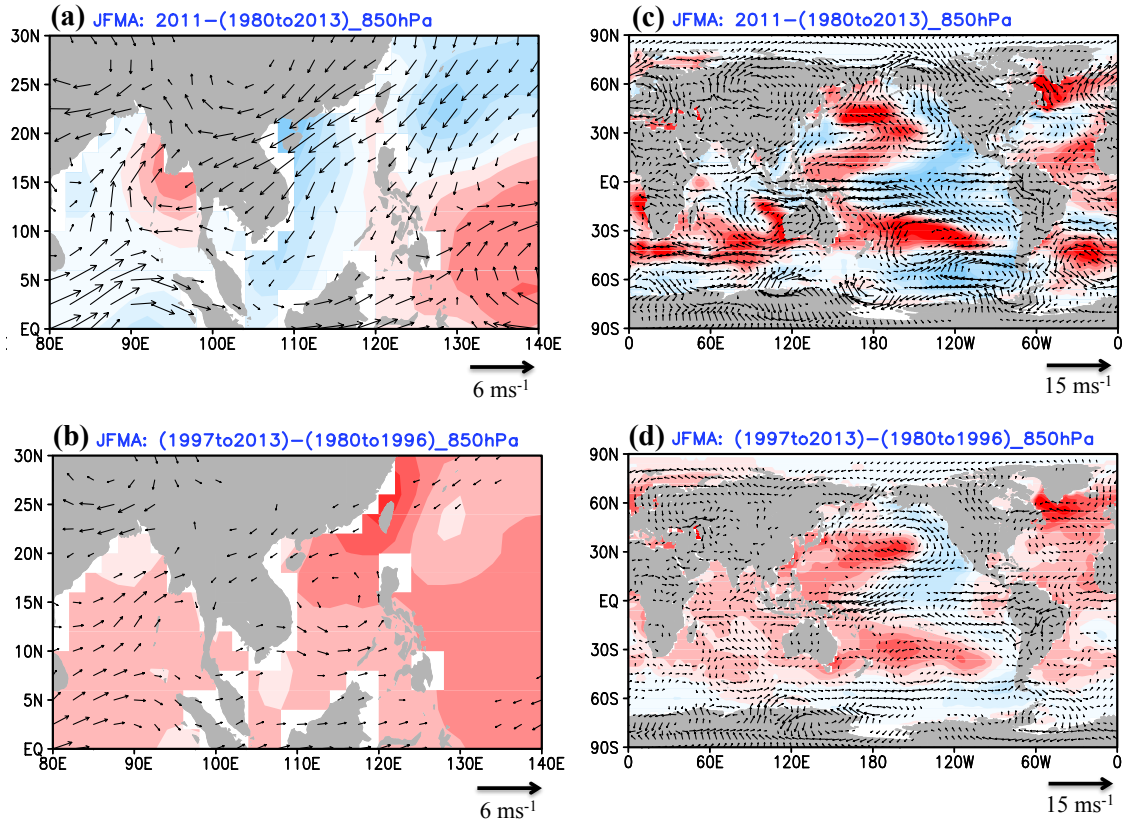 (a) JFMA: 2011-(1980to2013)_850hPa
30N
25N
20N
15N
10N
5N
EQ
80E 90E 100E 110E 120E 130E 140E
6 ms-1
(c) JFMA: 2011-(1980to2013)_850hPa
90N
60N
30N
EQ
30S
60S
90S
0 60E 120E 180 120W 60W 0
15 ms-1
(b) JFMA: (1997to2013)-(1980to1996)_850hPa
30N
25N
20N
15N
10N
5N
EQ
80E 90E 100E 110E 120E 130E 140E
6 ms-1
(d) JFMA: (1997to2013)-(1980to1996)_850hPa
90N
60N
30N
EQ
30S
60S
90S
0 60E 120E 180 120W 60W 0
15 ms-1